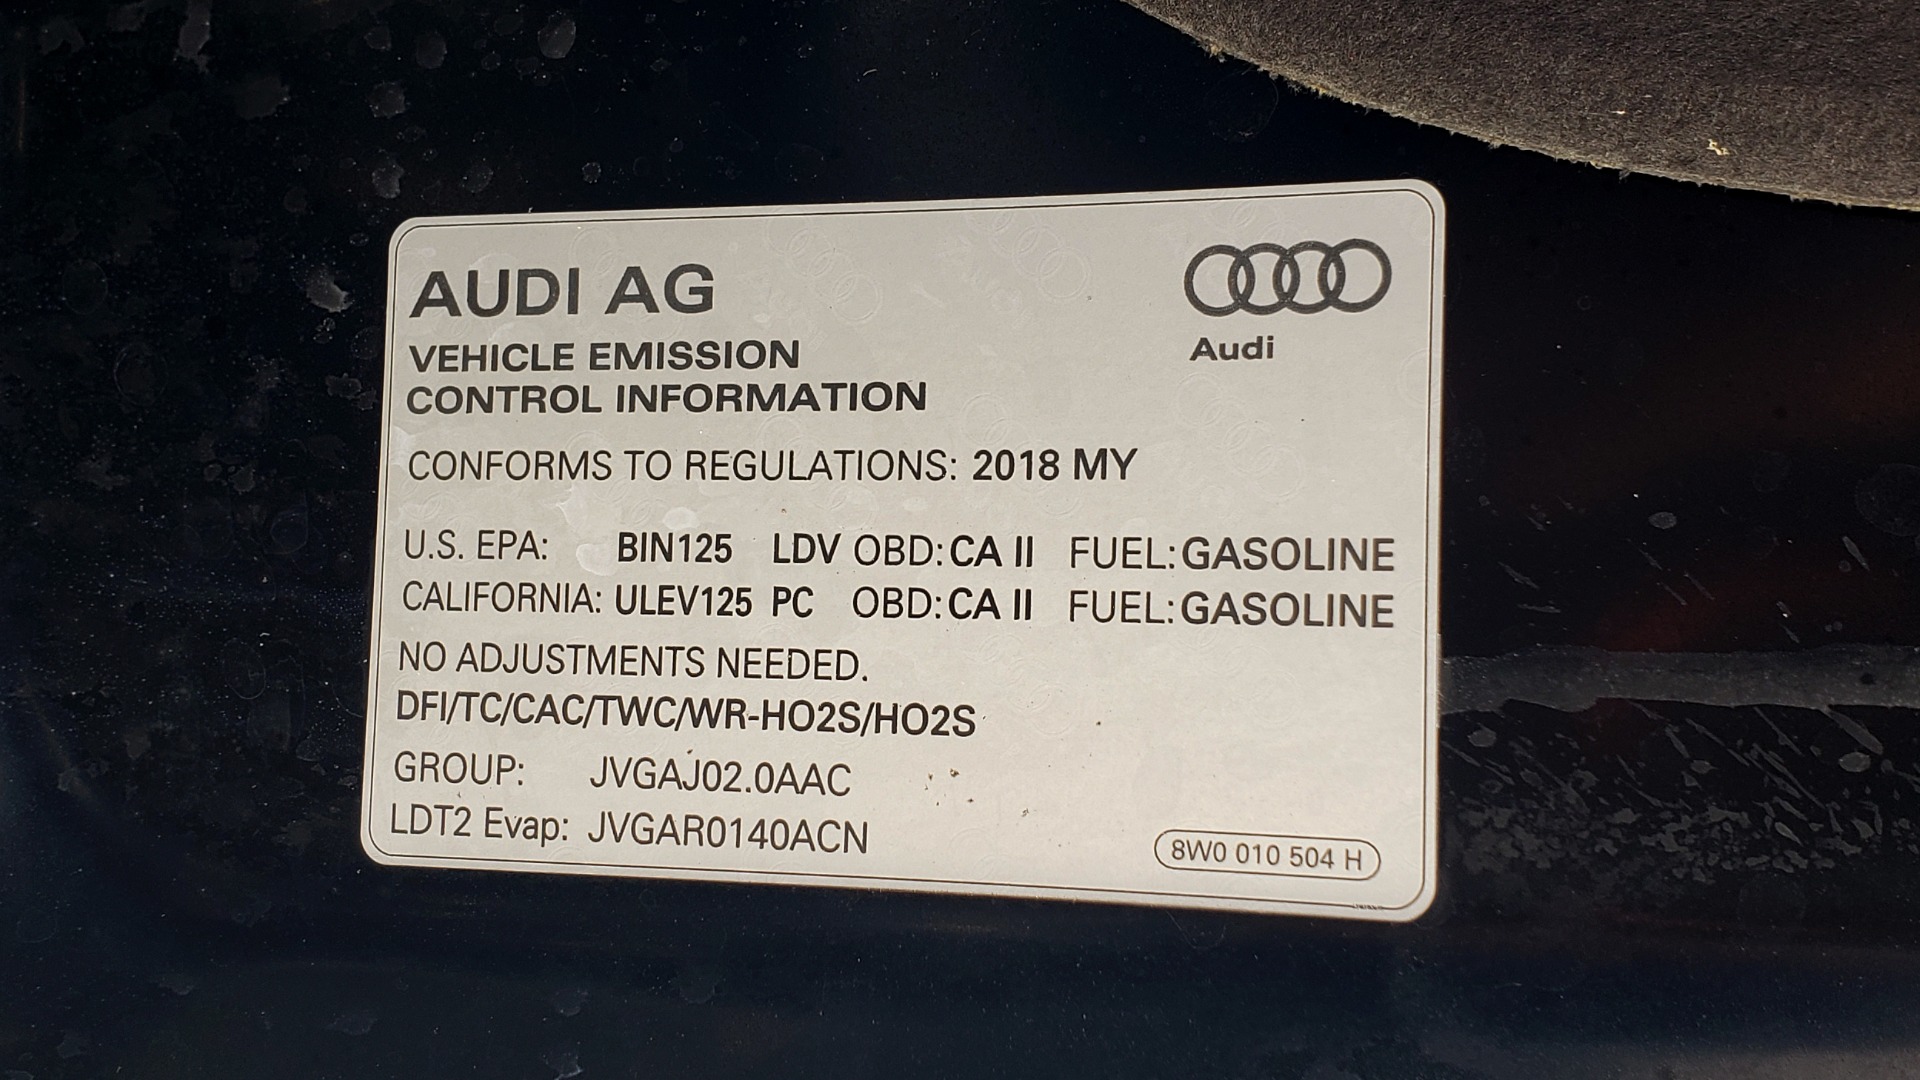 AUDI AG
Audi
VEHICLE EMISSION
CONTROL INFORMATION
CONFORMS TO REGULATIONS: 2018 MY
U.S. EPA: BIN125 LDV OBD: CA II FUEL: GASOLINE
CALIFORNIA: ULEV125 PC OBD: CA II FUEL: GASOLINE
NO ADJUSTMENTS NEEDED.
DFI/TC/CAC/TWC/WR-HO2S/HO2S
GROUP: JVGAJ02.0AAC
LDT2 Evap: JVGAR0140ACN
8W0 010 504 H